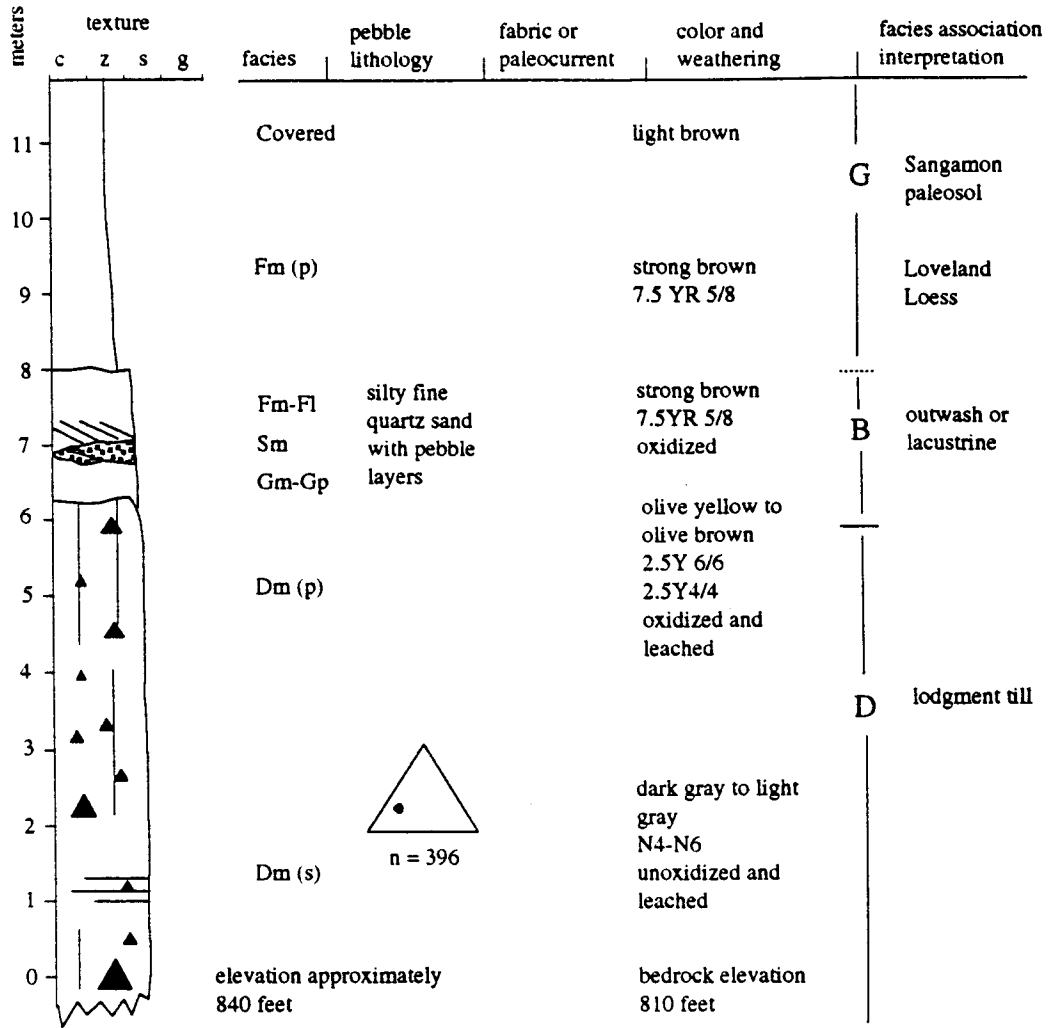 meters
texture
c z s g
facies
pebble
lithology
fabric or
paleocurrent
color and
weathering
facies association
interpretation
11
10
9
8
7
6
5
4
3
2
1
0
Covered
light brown
G
Sangamon
paleosol
Fm (p)
strong brown
7.5 YR 5/8
Loveland
Loess
Fm-Fl
Sm
Gm-Gp
silty fine
quartz sand
with pebble
layers
strong brown
7.5YR 5/8
oxidized
B
outwash or
lacustrine
Dm (p)
olive yellow to
olive brown
2.5Y 6/6
2.5Y4/4
oxidized and
leached
D
lodgment till
n = 396
Dm (s)
dark gray to light
gray
N4-N6
unoxidized and
leached
elevation approximately
840 feet
bedrock elevation
810 feet